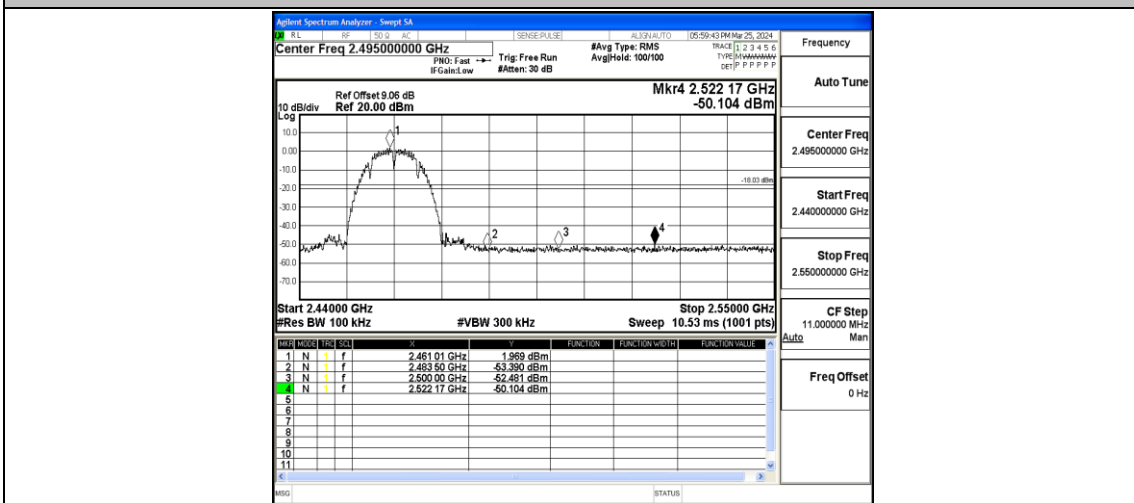 Agilent Spectrum Analyzer - Swept SA
RL RF 50 Ω AC SENSE:PULSE ALIGN AUTO 05:59:43 PM Mar 25, 2024
Center Freq 2.495000000 GHz
PNO: Fast
IFGain:Low
Trig: Free Run
#Atten: 30 dB
#Avg Type: RMS
Avg|Hold: 100/100
TRACE 1 2 3 4 5 6
TYPE M W W W W W
DET P P P P P P
Frequency
Auto Tune
Ref Offset 9.06 dB
10 dB/div Ref 20.00 dBm
Log
Mkr4 2.522 17 GHz
-50.104 dBm
10.0
0.00
-10.0
-20.0
-30.0
-40.0
-50.0
-60.0
-70.0
1
2
3
4
-10.03 dBm
Center Freq
2.495000000 GHz
Start Freq
2.440000000 GHz
Stop Freq
2.550000000 GHz
CF Step
11.000000 MHz
Auto Man
Freq Offset
0 Hz
Start 2.44000 GHz Stop 2.55000 GHz
#Res BW 100 kHz #VBW 300 kHz Sweep 10.53 ms (1001 pts)
MKR MODE TRC SCL X Y FUNCTION FUNCTION WIDTH FUNCTION VALUE
1 N 1 f 2.461 01 GHz 1.969 dBm
2 N 1 f 2.483 50 GHz -53.390 dBm
3 N 1 f 2.500 00 GHz -52.481 dBm
4 N 1 f 2.522 17 GHz -50.104 dBm
5
6
7
8
9
10
11
MSG STATUS